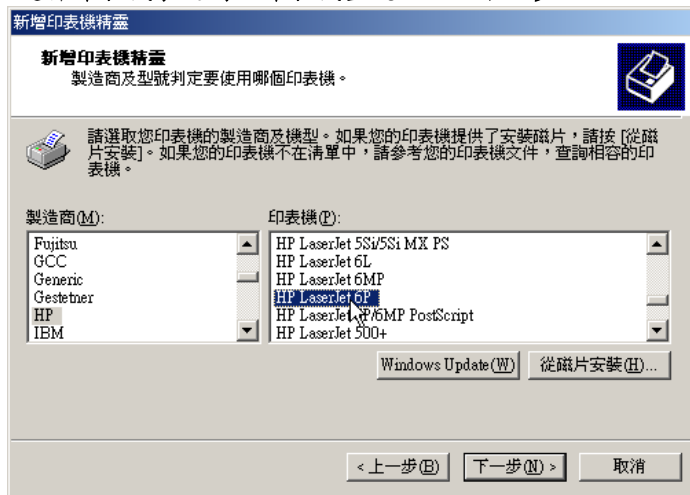 新增印表機精靈
新增印表機精靈
製造商及型號判定要使用哪個印表機。
請選取您印表機的製造商及機型。如果您的印表機提供了安裝磁片，請按 [從磁
片安裝]。如果您的印表機不在清單中，請參考您的印表機文件，查詢相容的印
表機。
製造商(M):
Fujitsu
GCC
Generic
Gestetner
HP
IBM
印表機(P):
HP LaserJet 5Si/5Si MX PS
HP LaserJet 6L
HP LaserJet 6MP
HP LaserJet 6P
HP LaserJet 6P/6MP PostScript
HP LaserJet 500+
Windows Update(W)
從磁片安裝(H)...
<上一步(B)
下一步(N) >
取消